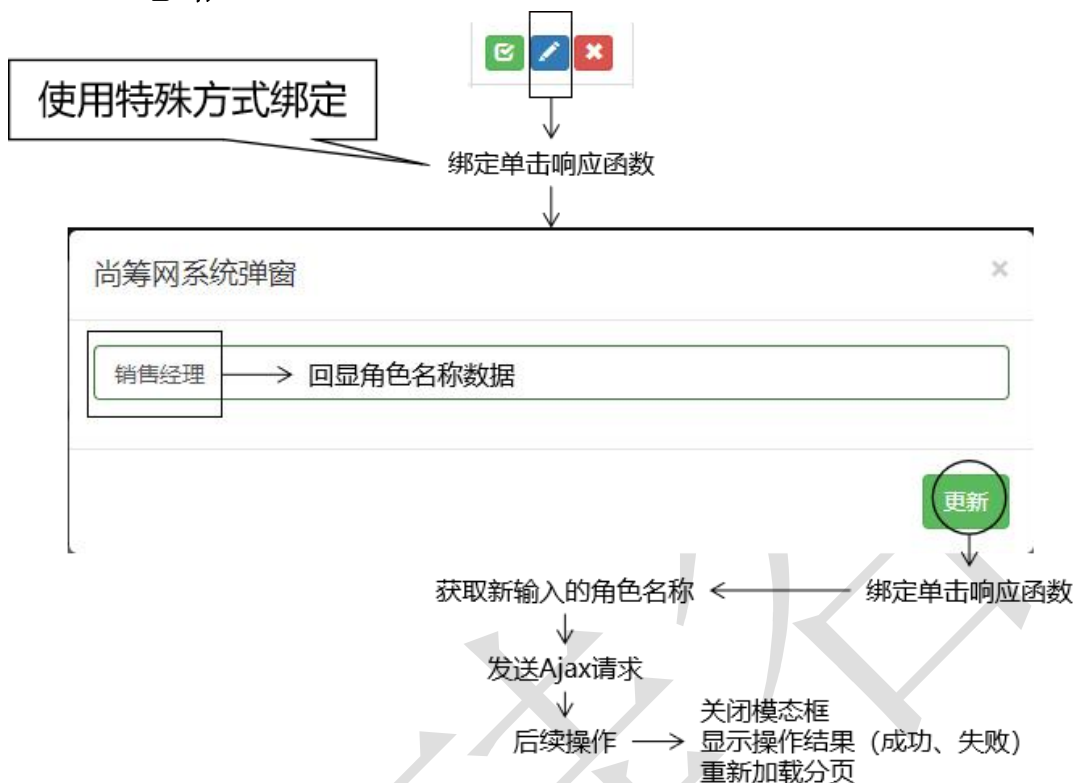 使用特殊方式绑定
绑定单击响应函数
尚筹网系统弹窗
×
销售经理
回显角色名称数据
更新
获取新输入的角色名称
绑定单击响应函数
发送Ajax请求
后续操作
关闭模态框
显示操作结果（成功、失败）
重新加载分页